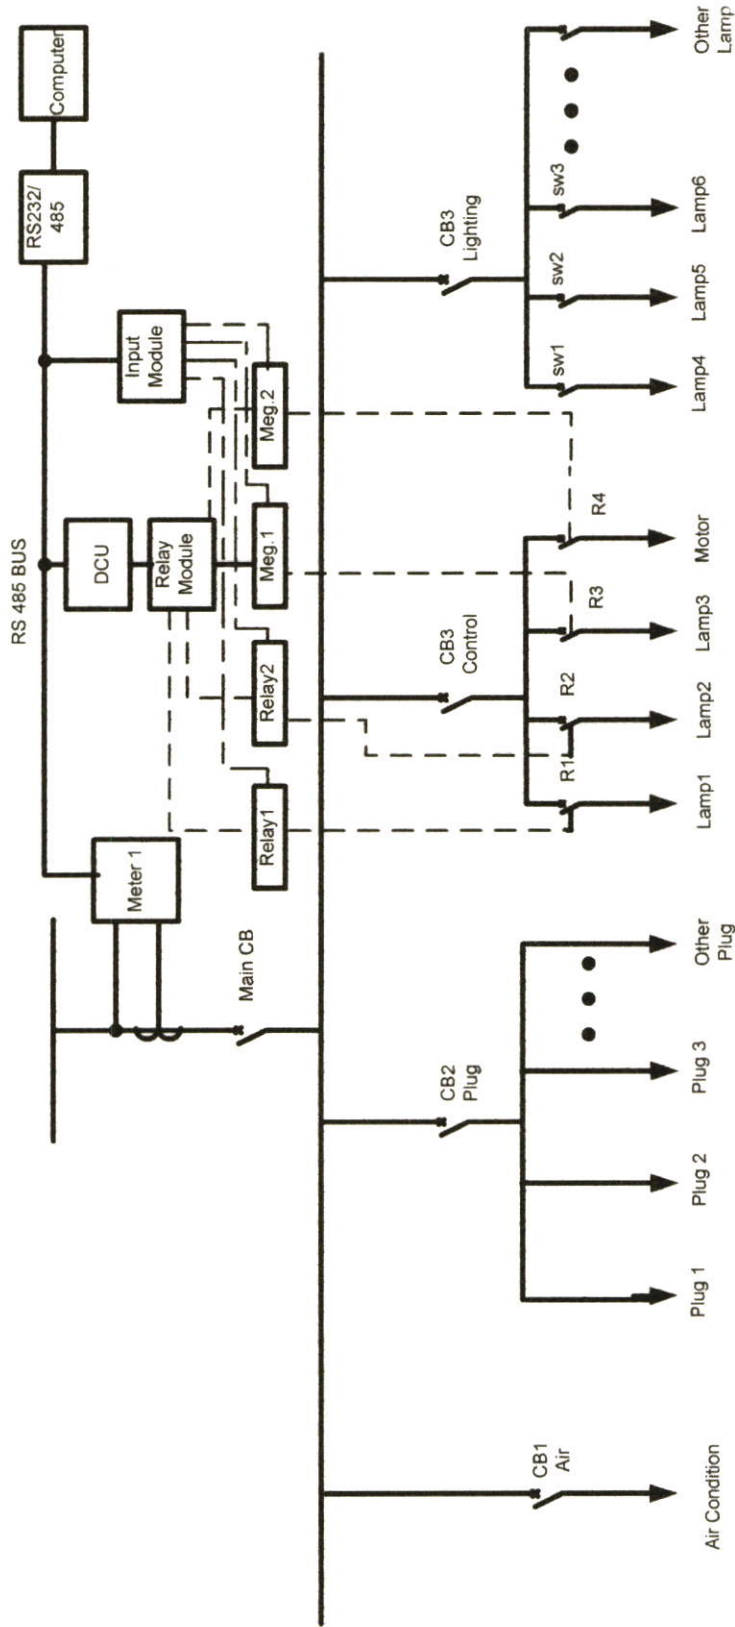 Computer
RS232/
485
RS 485 BUS
Input
Module
DCU
Relay
Module
Meter 1
Meg.2
Meg.1
Relay2
Relay1
Main CB
CB1
Air
CB2
Plug
CB3
Control
CB3
Lighting
R1
R2
R3
R4
sw1
sw2
sw3
Air Condition
Plug 1
Plug 2
Plug 3
Other
Plug
Lamp1
Lamp2
Lamp3
Motor
Lamp4
Lamp5
Lamp6
Other
Lamp